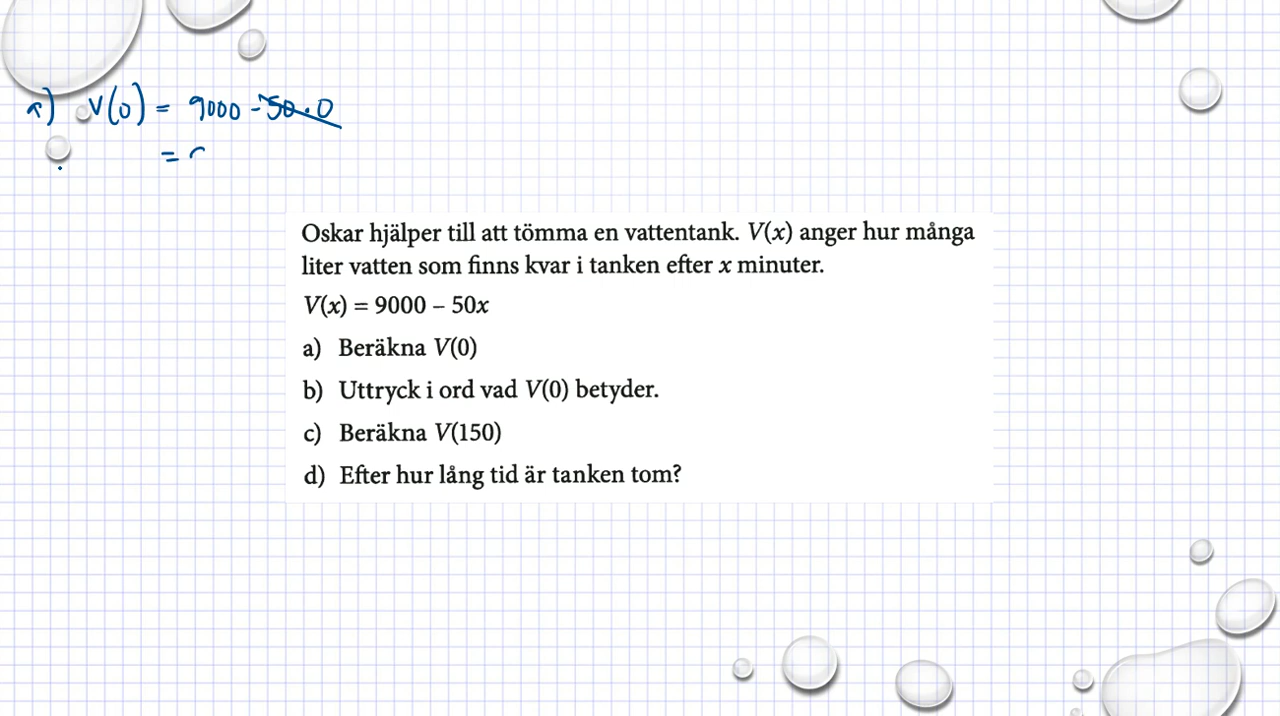 a) V(0) = 9000 - 50 · 0
=
Oskar hjälper till att tömma en vattentank. V(x) anger hur många
liter vatten som finns kvar i tanken efter x minuter.
V(x) = 9000 – 50x
a) Beräkna V(0)
b) Uttryck i ord vad V(0) betyder.
c) Beräkna V(150)
d) Efter hur lång tid är tanken tom?